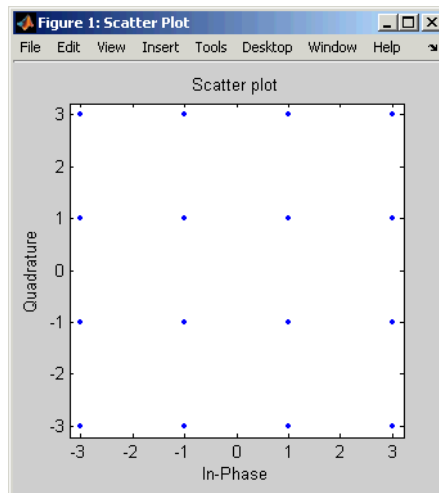 Figure 1: Scatter Plot
File Edit View Insert Tools Desktop Window Help
Scatter plot
3
2
1
0
-1
-2
-3
Quadrature
-3 -2 -1 0 1 2 3
In-Phase